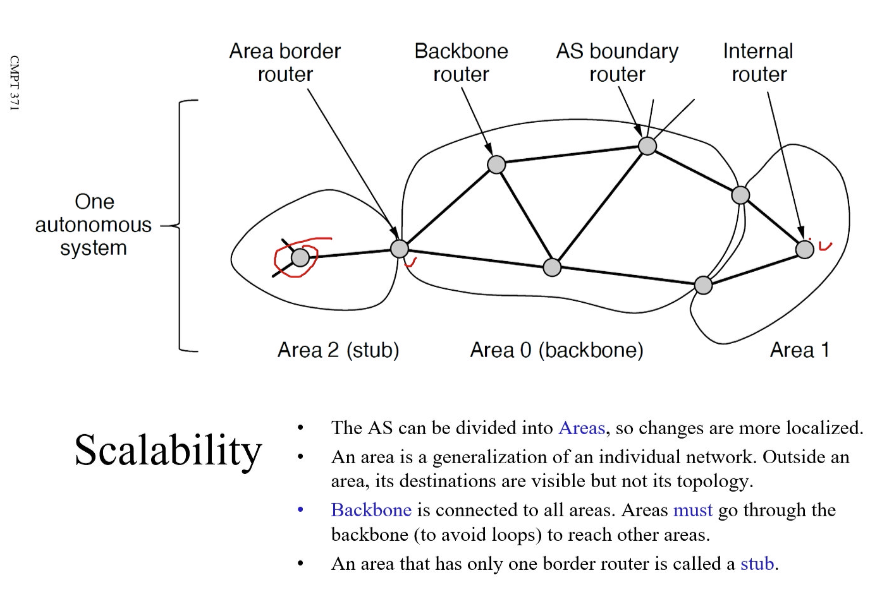 CMPT 371
Area border
router
Backbone
router
AS boundary
router
Internal
router
One
autonomous
system
Area 2 (stub)
Area 0 (backbone)
Area 1
Scalability
• The AS can be divided into Areas, so changes are more localized.
• An area is a generalization of an individual network. Outside an
area, its destinations are visible but not its topology.
• Backbone is connected to all areas. Areas must go through the
backbone (to avoid loops) to reach other areas.
• An area that has only one border router is called a stub.